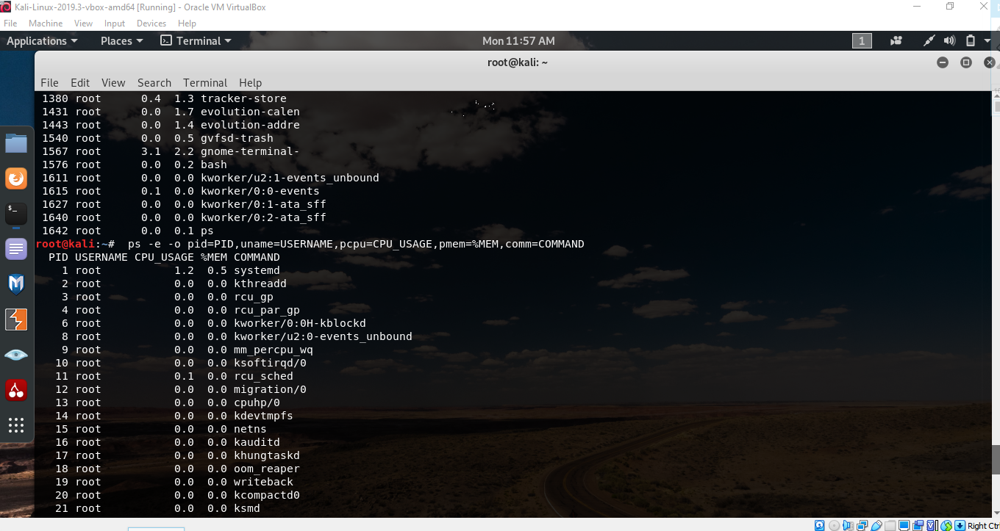 Kali-Linux-2019.3-vbox-amd64 [Running] - Oracle VM VirtualBox
File Machine View Input Devices Help
Applications Places Terminal Mon 11:57 AM 1
root@kali: ~
File Edit View Search Terminal Help
1380 root 0.4 1.3 tracker-store
1431 root 0.0 1.7 evolution-calen
1443 root 0.0 1.4 evolution-addre
1540 root 0.0 0.5 gvfsd-trash
1567 root 3.1 2.2 gnome-terminal-
1576 root 0.0 0.2 bash
1611 root 0.0 0.0 kworker/u2:1-events_unbound
1615 root 0.1 0.0 kworker/0:0-events
1627 root 0.0 0.0 kworker/0:1-ata_sff
1640 root 0.0 0.0 kworker/0:2-ata_sff
1642 root 0.0 0.1 ps
root@kali:~# ps -e -o pid=PID,uname=USERNAME,pcpu=CPU_USAGE,pmem=%MEM,comm=COMMAND
PID USERNAME CPU_USAGE %MEM COMMAND
1 root 1.2 0.5 systemd
2 root 0.0 0.0 kthreadd
3 root 0.0 0.0 rcu_gp
4 root 0.0 0.0 rcu_par_gp
6 root 0.0 0.0 kworker/0:0H-kblockd
8 root 0.0 0.0 kworker/u2:0-events_unbound
9 root 0.0 0.0 mm_percpu_wq
10 root 0.0 0.0 ksoftirqd/0
11 root 0.1 0.0 rcu_sched
12 root 0.0 0.0 migration/0
13 root 0.0 0.0 cpuhp/0
14 root 0.0 0.0 kdevtmpfs
15 root 0.0 0.0 netns
16 root 0.0 0.0 kauditd
17 root 0.0 0.0 khungtaskd
18 root 0.0 0.0 oom_reaper
19 root 0.0 0.0 writeback
20 root 0.0 0.0 kcompactd0
21 root 0.0 0.0 ksmd
Right Ctr